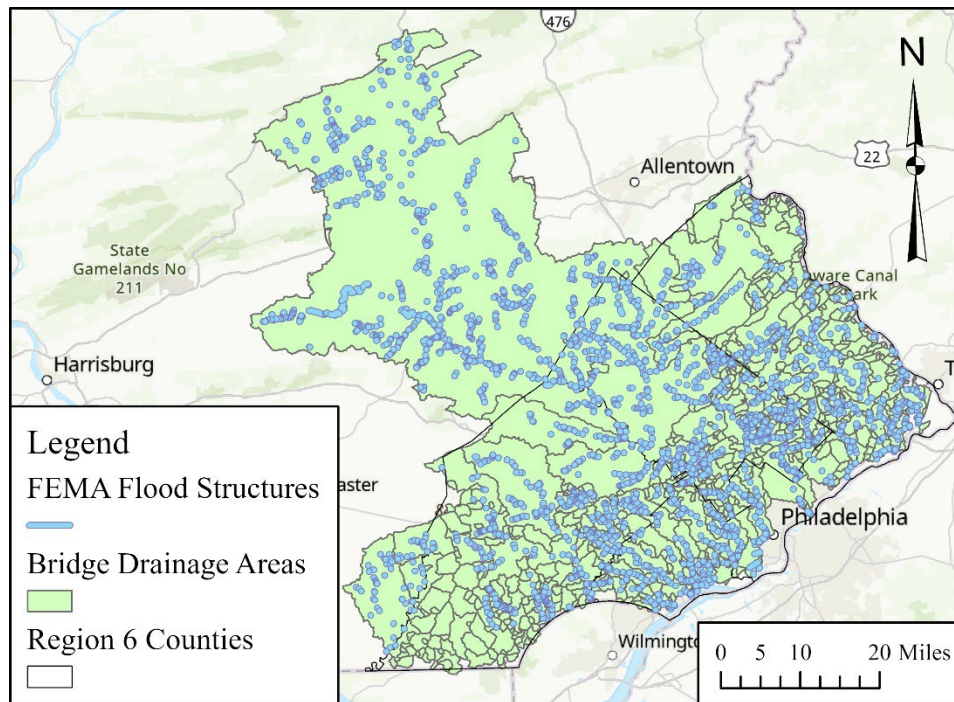 476
N
Allentown
22
State
Gamelands No
211
aware Canal
ark
Harrisburg
T
Legend
FEMA Flood Structures
aster
Bridge Drainage Areas
Philadelphia
Region 6 Counties
Wilmingto
0 5 10 20 Miles